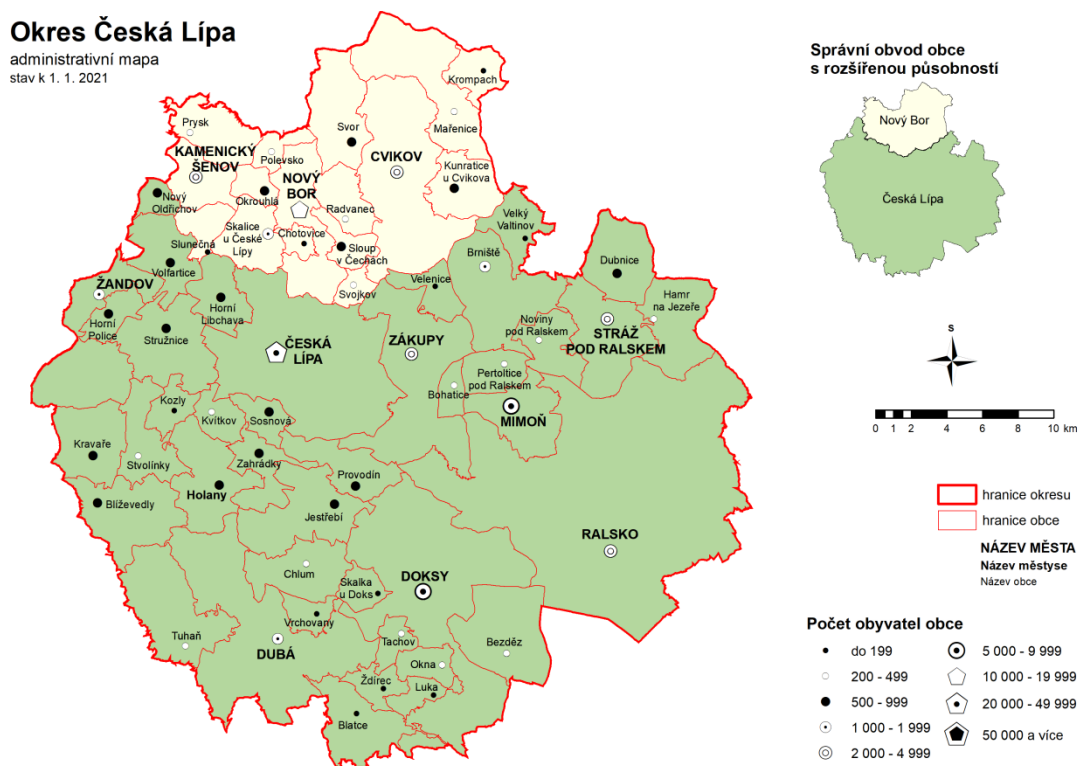 Okres Česká Lípa
administrativní mapa
stav k 1. 1. 2021
Správní obvod obce
s rozšířenou působností
Nový Bor
Česká Lípa
Krompach
Prysk
Mařenice
Svor
KAMENICKÝ
ŠENOV
Polevsko
CVIKOV
NOVÝ
BOR
Kunratice
u Cvikova
Nový
Oldřichov
Okrouhlá
Radvanec
Velký
Valtinov
Skalice
u České
Lípy
Chotovice
Slunečná
Sloup
v Čechách
Brniště
Dubnice
Volfartice
Velenice
Svojkov
ŽANDOV
Hamr
na Jezeře
Horní
Libchava
Horní
Police
Noviny
pod Ralskem
STRÁŽ
POD RALSKEM
Stružnice
ČESKÁ
LÍPA
ZÁKUPY
Pertoltice
pod Ralskem
Bohatice
MIMOŇ
Kozly
Kvítkov
Sosnová
Kravaře
Stvolínky
Zahrádky
Provodín
Holany
Blíževedly
Jestřebí
RALSKO
Chlum
Skalka
u Doks
DOKSY
Vrchovany
Tuhaň
DUBÁ
Tachov
Bezděz
Okna
Ždírec
Luka
Blatce
S
0 1 2 4 6 8 10 km
hranice okresu
hranice obce
NÁZEV MĚSTA
Název městyse
Název obce
Počet obyvatel obce
do 199
200 - 499
500 - 999
1 000 - 1 999
2 000 - 4 999
5 000 - 9 999
10 000 - 19 999
20 000 - 49 999
50 000 a více